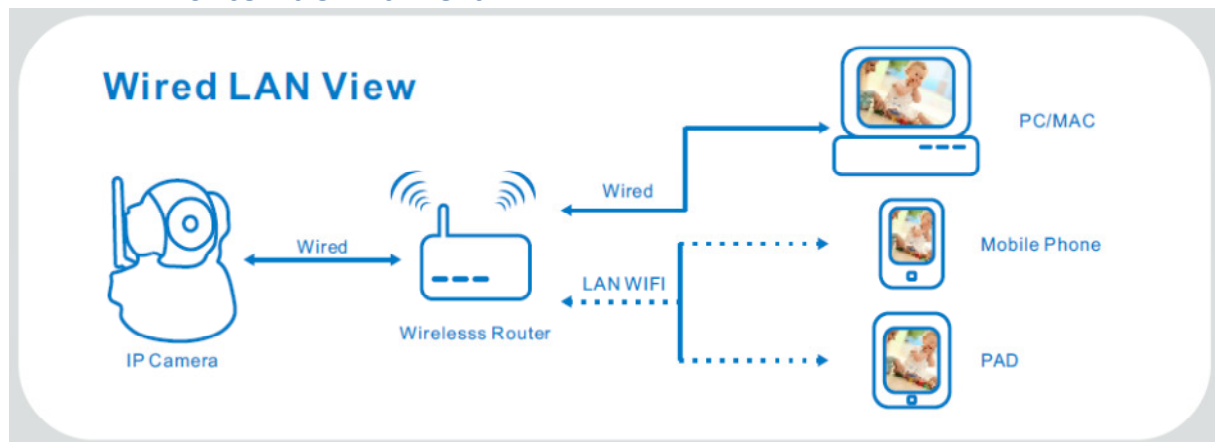 Wired LAN View
PC/MAC
Wired
Mobile Phone
Wired
LAN WIFI
Wirelesss Router
IP Camera
PAD